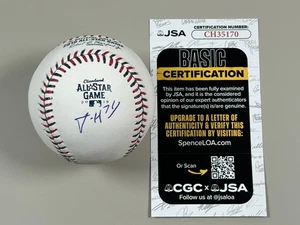 Cleveland
ALL STAR
GAME
JSA
CERTIFICATION NUMBER:
CH35170
BASIC
CERTIFICATION
This item has been fully examined
by JSA, and it is the considered
opinion of our expert authenticators
that the signature(s) is/are genuine.
UPGRADE TO A LETTER OF
AUTHENTICITY & VERIFY THIS
CERTIFICATION BY VISITING:
SpenceLOA.com
Or Scan
CGC x JSA
Follow us @jsaloa